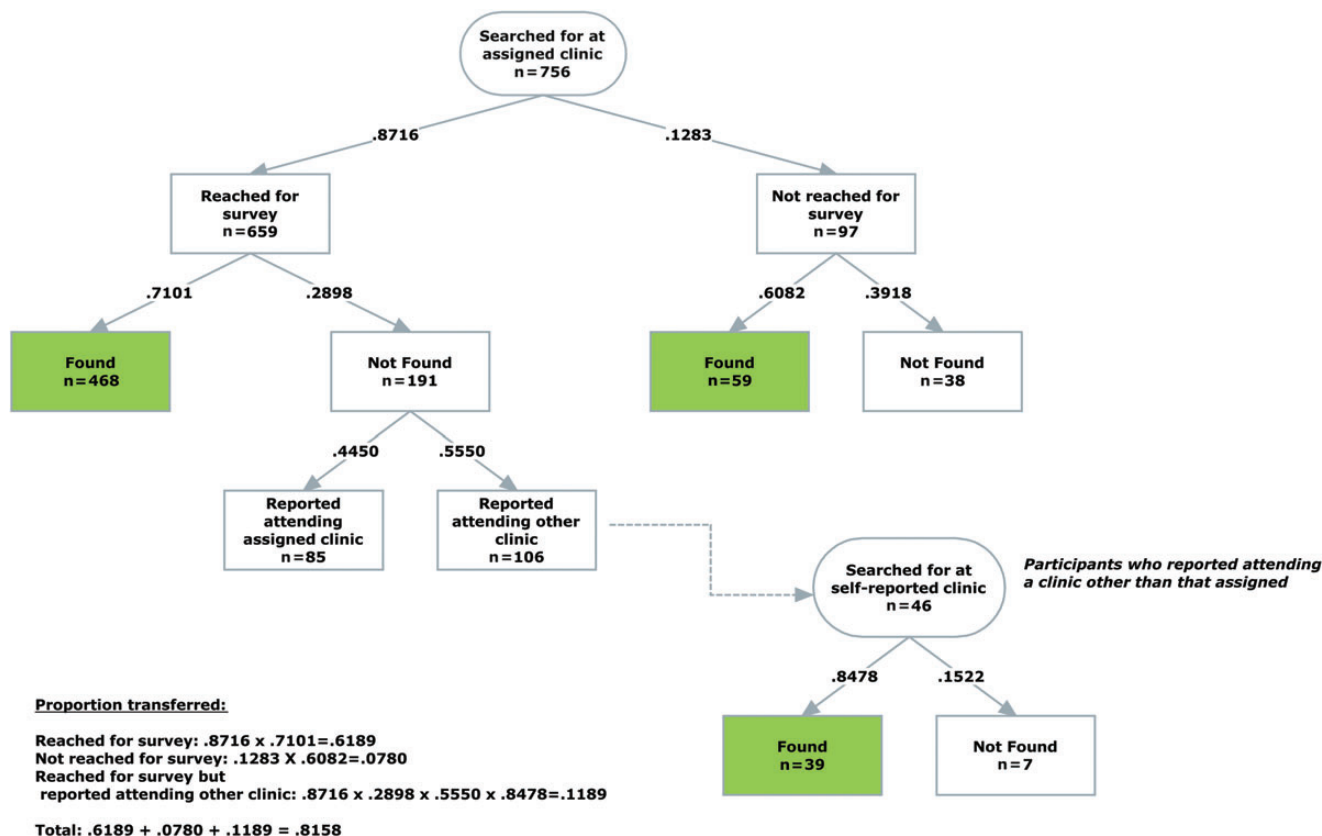 Searched for at
assigned clinic
n=756
.8716
.1283
Reached for
survey
n=659
Not reached for
survey
n=97
.7101
.2898
.6082
.3918
Found
n=468
Not Found
n=191
Found
n=59
Not Found
n=38
.4450
.5550
Reported
attending
assigned clinic
n=85
Reported
attending other
clinic
n=106
Searched for at
self-reported clinic
n=46
Participants who reported attending
a clinic other than that assigned
.8478
.1522
Found
n=39
Not Found
n=7
Proportion transferred:
Reached for survey: .8716 x .7101=.6189
Not reached for survey: .1283 X .6082=.0780
Reached for survey but
reported attending other clinic: .8716 x .2898 x .5550 x .8478=.1189
Total: .6189 + .0780 + .1189 = .8158